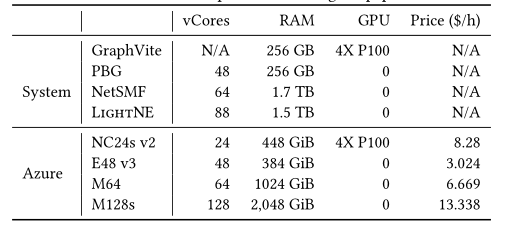 vCores RAM GPU Price ($/h)
GraphVite N/A 256 GB 4X P100 N/A
PBG 48 256 GB 0 N/A
System NetSMF 64 1.7 TB 0 N/A
LightNE 88 1.5 TB 0 N/A
NC24s v2 24 448 GiB 4X P100 8.28
E48 v3 48 384 GiB 0 3.024
Azure M64 64 1024 GiB 0 6.669
M128s 128 2,048 GiB 0 13.338